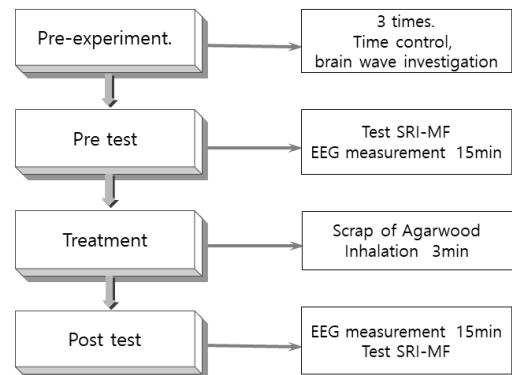 Pre-experiment.
3 times.
Time control,
brain wave investigation
Pre test
Test SRI-MF
EEG measurement 15min
Treatment
Scrap of Agarwood
Inhalation 3min
Post test
EEG measurement 15min
Test SRI-MF